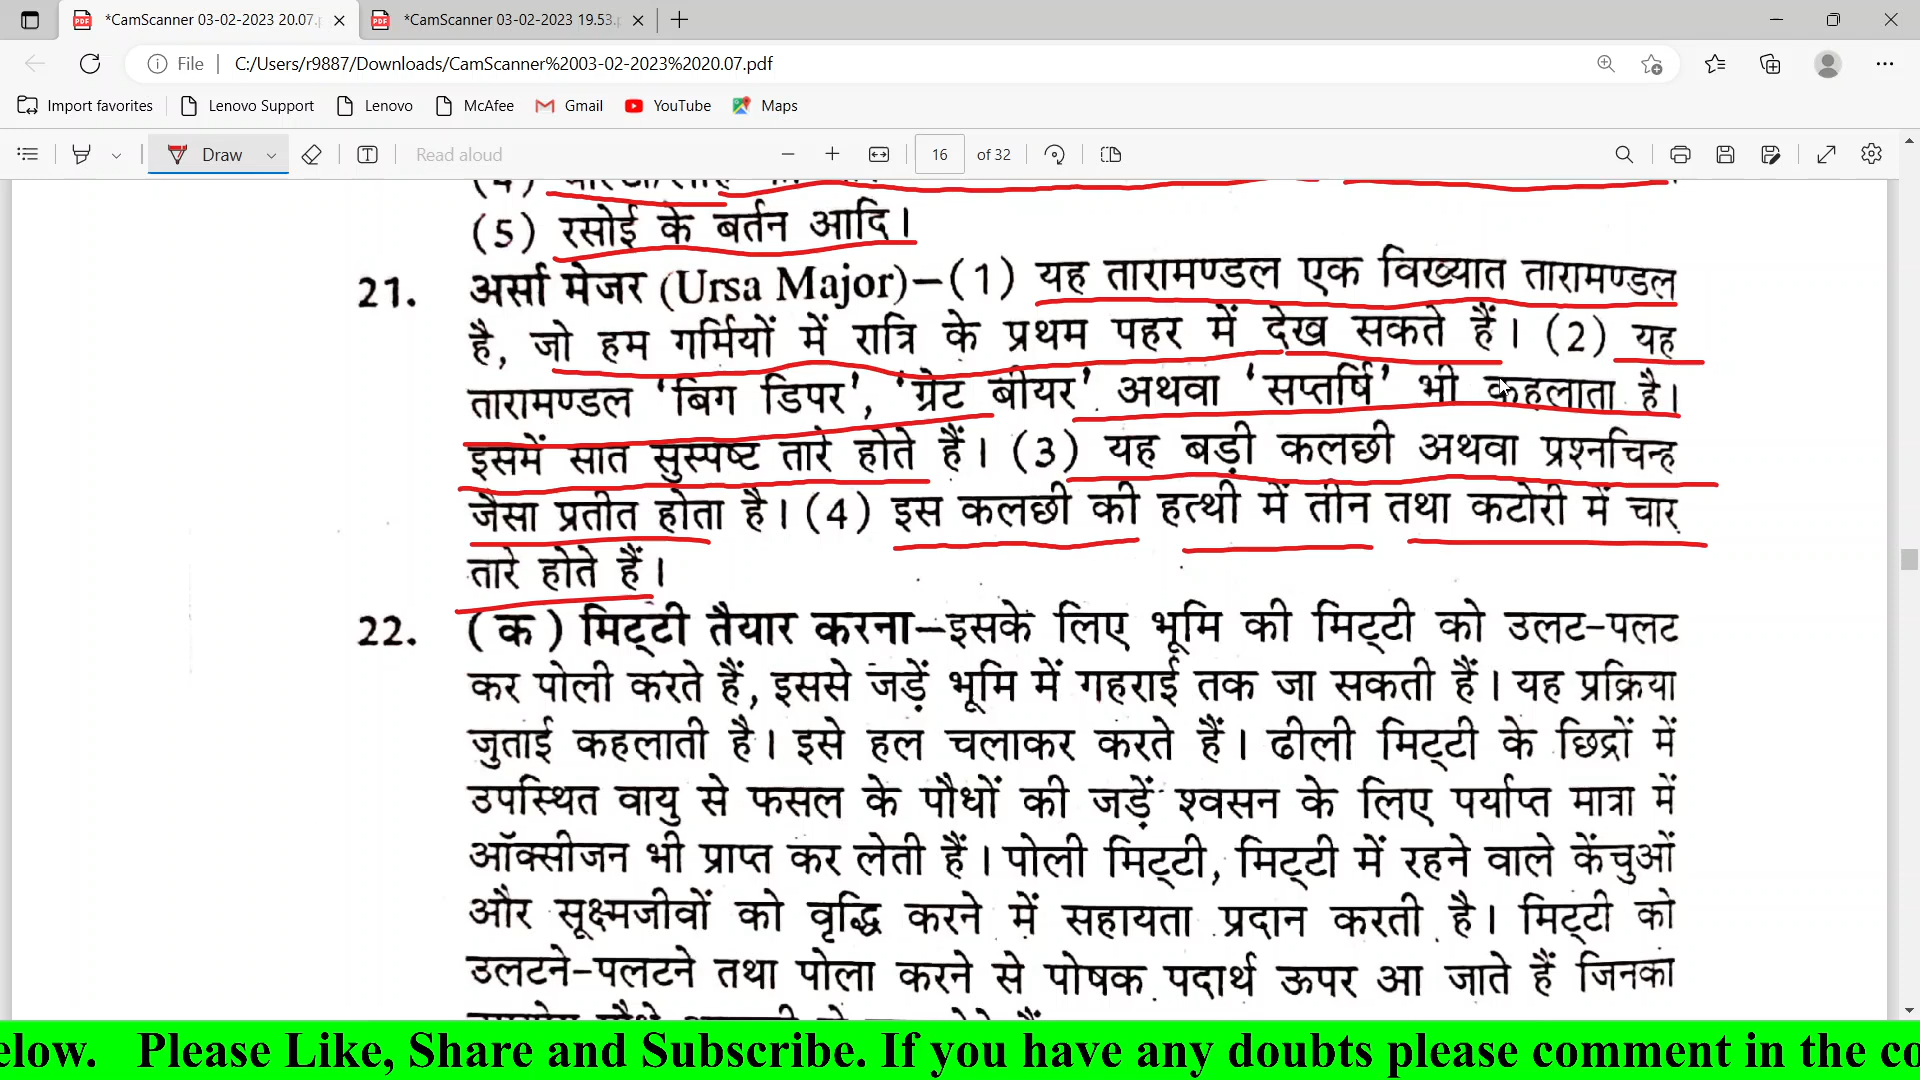 *CamScanner 03-02-2023 20.07.p
*CamScanner 03-02-2023 19.53.p
File
C:/Users/r9887/Downloads/CamScanner%2003-02-2023%2020.07.pdf
Import favorites
Lenovo Support
Lenovo
McAfee
Gmail
YouTube
Maps
Draw
Read aloud
16
of 32
(5) रसोई के बर्तन आदि।
21. अर्सा मेजर (Ursa Major)–(1) यह तारामण्डल एक विख्यात तारामण्डल
है, जो हम गर्मियों में रात्रि के प्रथम पहर में देख सकते हैं। (2) यह
तारामण्डल ‘बिग डिपर’, ‘ग्रेट बीयर’ अथवा ‘सप्तर्षि’ भी कहलाता है।
इसमें सात सुस्पष्ट तारे होते हैं। (3) यह बड़ी कलछी अथवा प्रश्नचिन्ह
जैसा प्रतीत होता है। (4) इस कलछी की हत्थी में तीन तथा कटोरी में चार
तारे होते हैं।
22. (क) मिट्टी तैयार करना–इसके लिए भूमि की मिट्टी को उलट-पलट
कर पोली करते हैं, इससे जड़ें भूमि में गहराई तक जा सकती हैं। यह प्रक्रिया
जुताई कहलाती है। इसे हल चलाकर करते हैं। ढीली मिट्टी के छिद्रों में
उपस्थित वायु से फसल के पौधों की जड़ें श्वसन के लिए पर्याप्त मात्रा में
ऑक्सीजन भी प्राप्त कर लेती हैं। पोली मिट्टी, मिट्टी में रहने वाले केंचुओं
और सूक्ष्मजीवों को वृद्धि करने में सहायता प्रदान करती है। मिट्टी को
उलटने-पलटने तथा पोला करने से पोषक पदार्थ ऊपर आ जाते हैं जिनका
elow. Please Like, Share and Subscribe. If you have any doubts please comment in the co